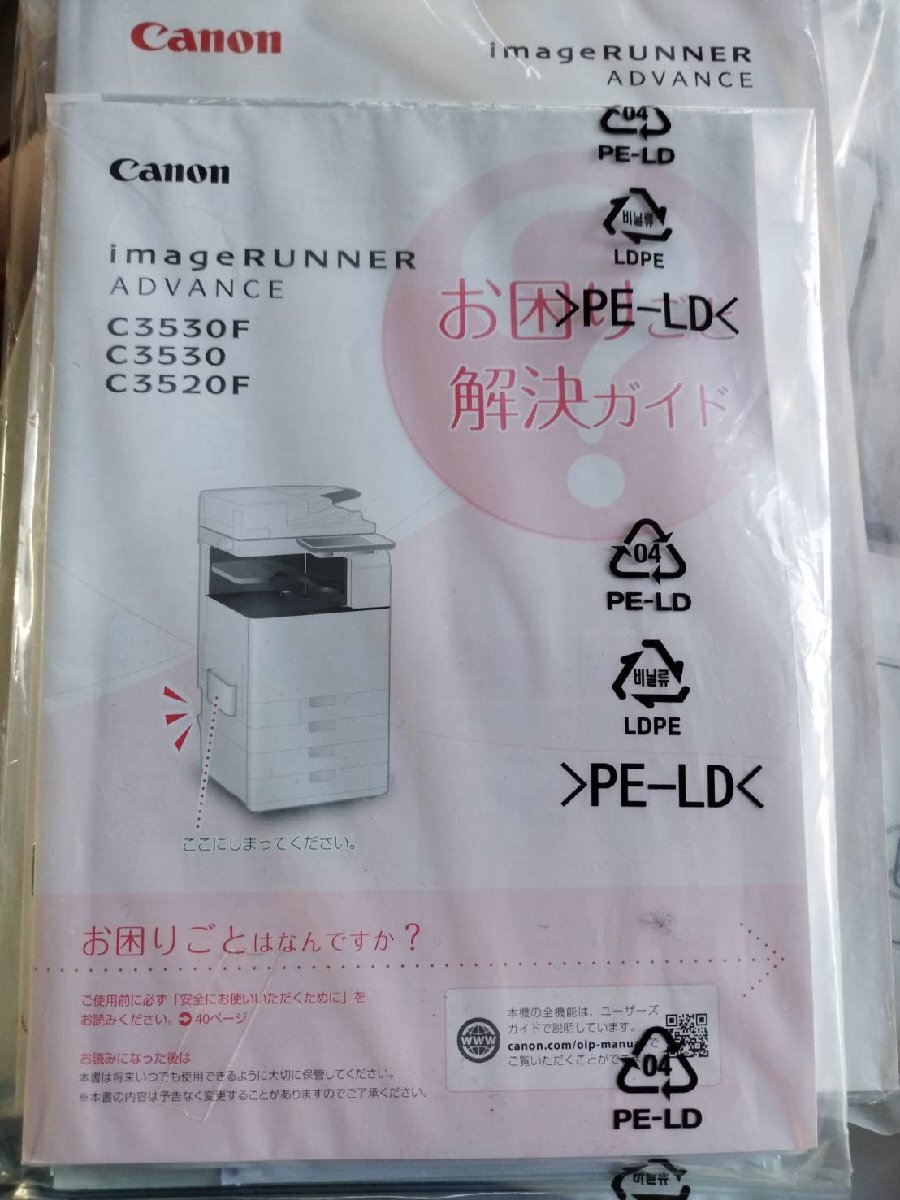 Canon
imageRUNNER
ADVANCE
Canon
imageRUNNER
ADVANCE
C3530F
C3530
C3520F
お困りごと
解決ガイド
04
PE-LD
비닐류
LDPE
>PE-LD<
04
PE-LD
비닐류
LDPE
>PE-LD<
ここにしまってください。
お困りごとはなんですか？
ご使用前に必ず「安全にお使いいただくために」を
お読みください。 40ページ
お読みになった後は
本書は将来いつでも使用できるように大切に保管してください。
※本書の内容は予告なく変更することがありますのでご了承ください。
WWW
本機の全機能は、ユーザーズ
ガイドで説明しています。
canon.com/oip-manu で
ご覧いただくことができ
04
PE-LD
비닐류